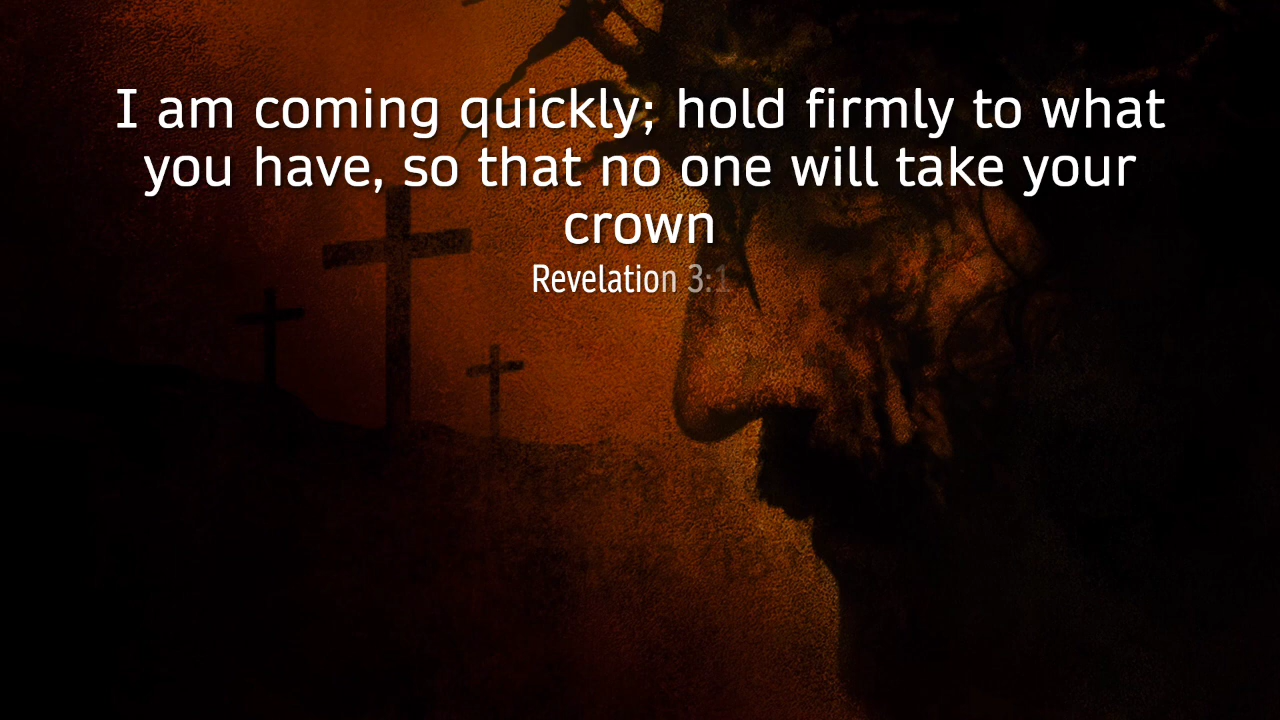 I am coming quickly; hold firmly to what
you have, so that no one will take your
crown
Revelation 3:1